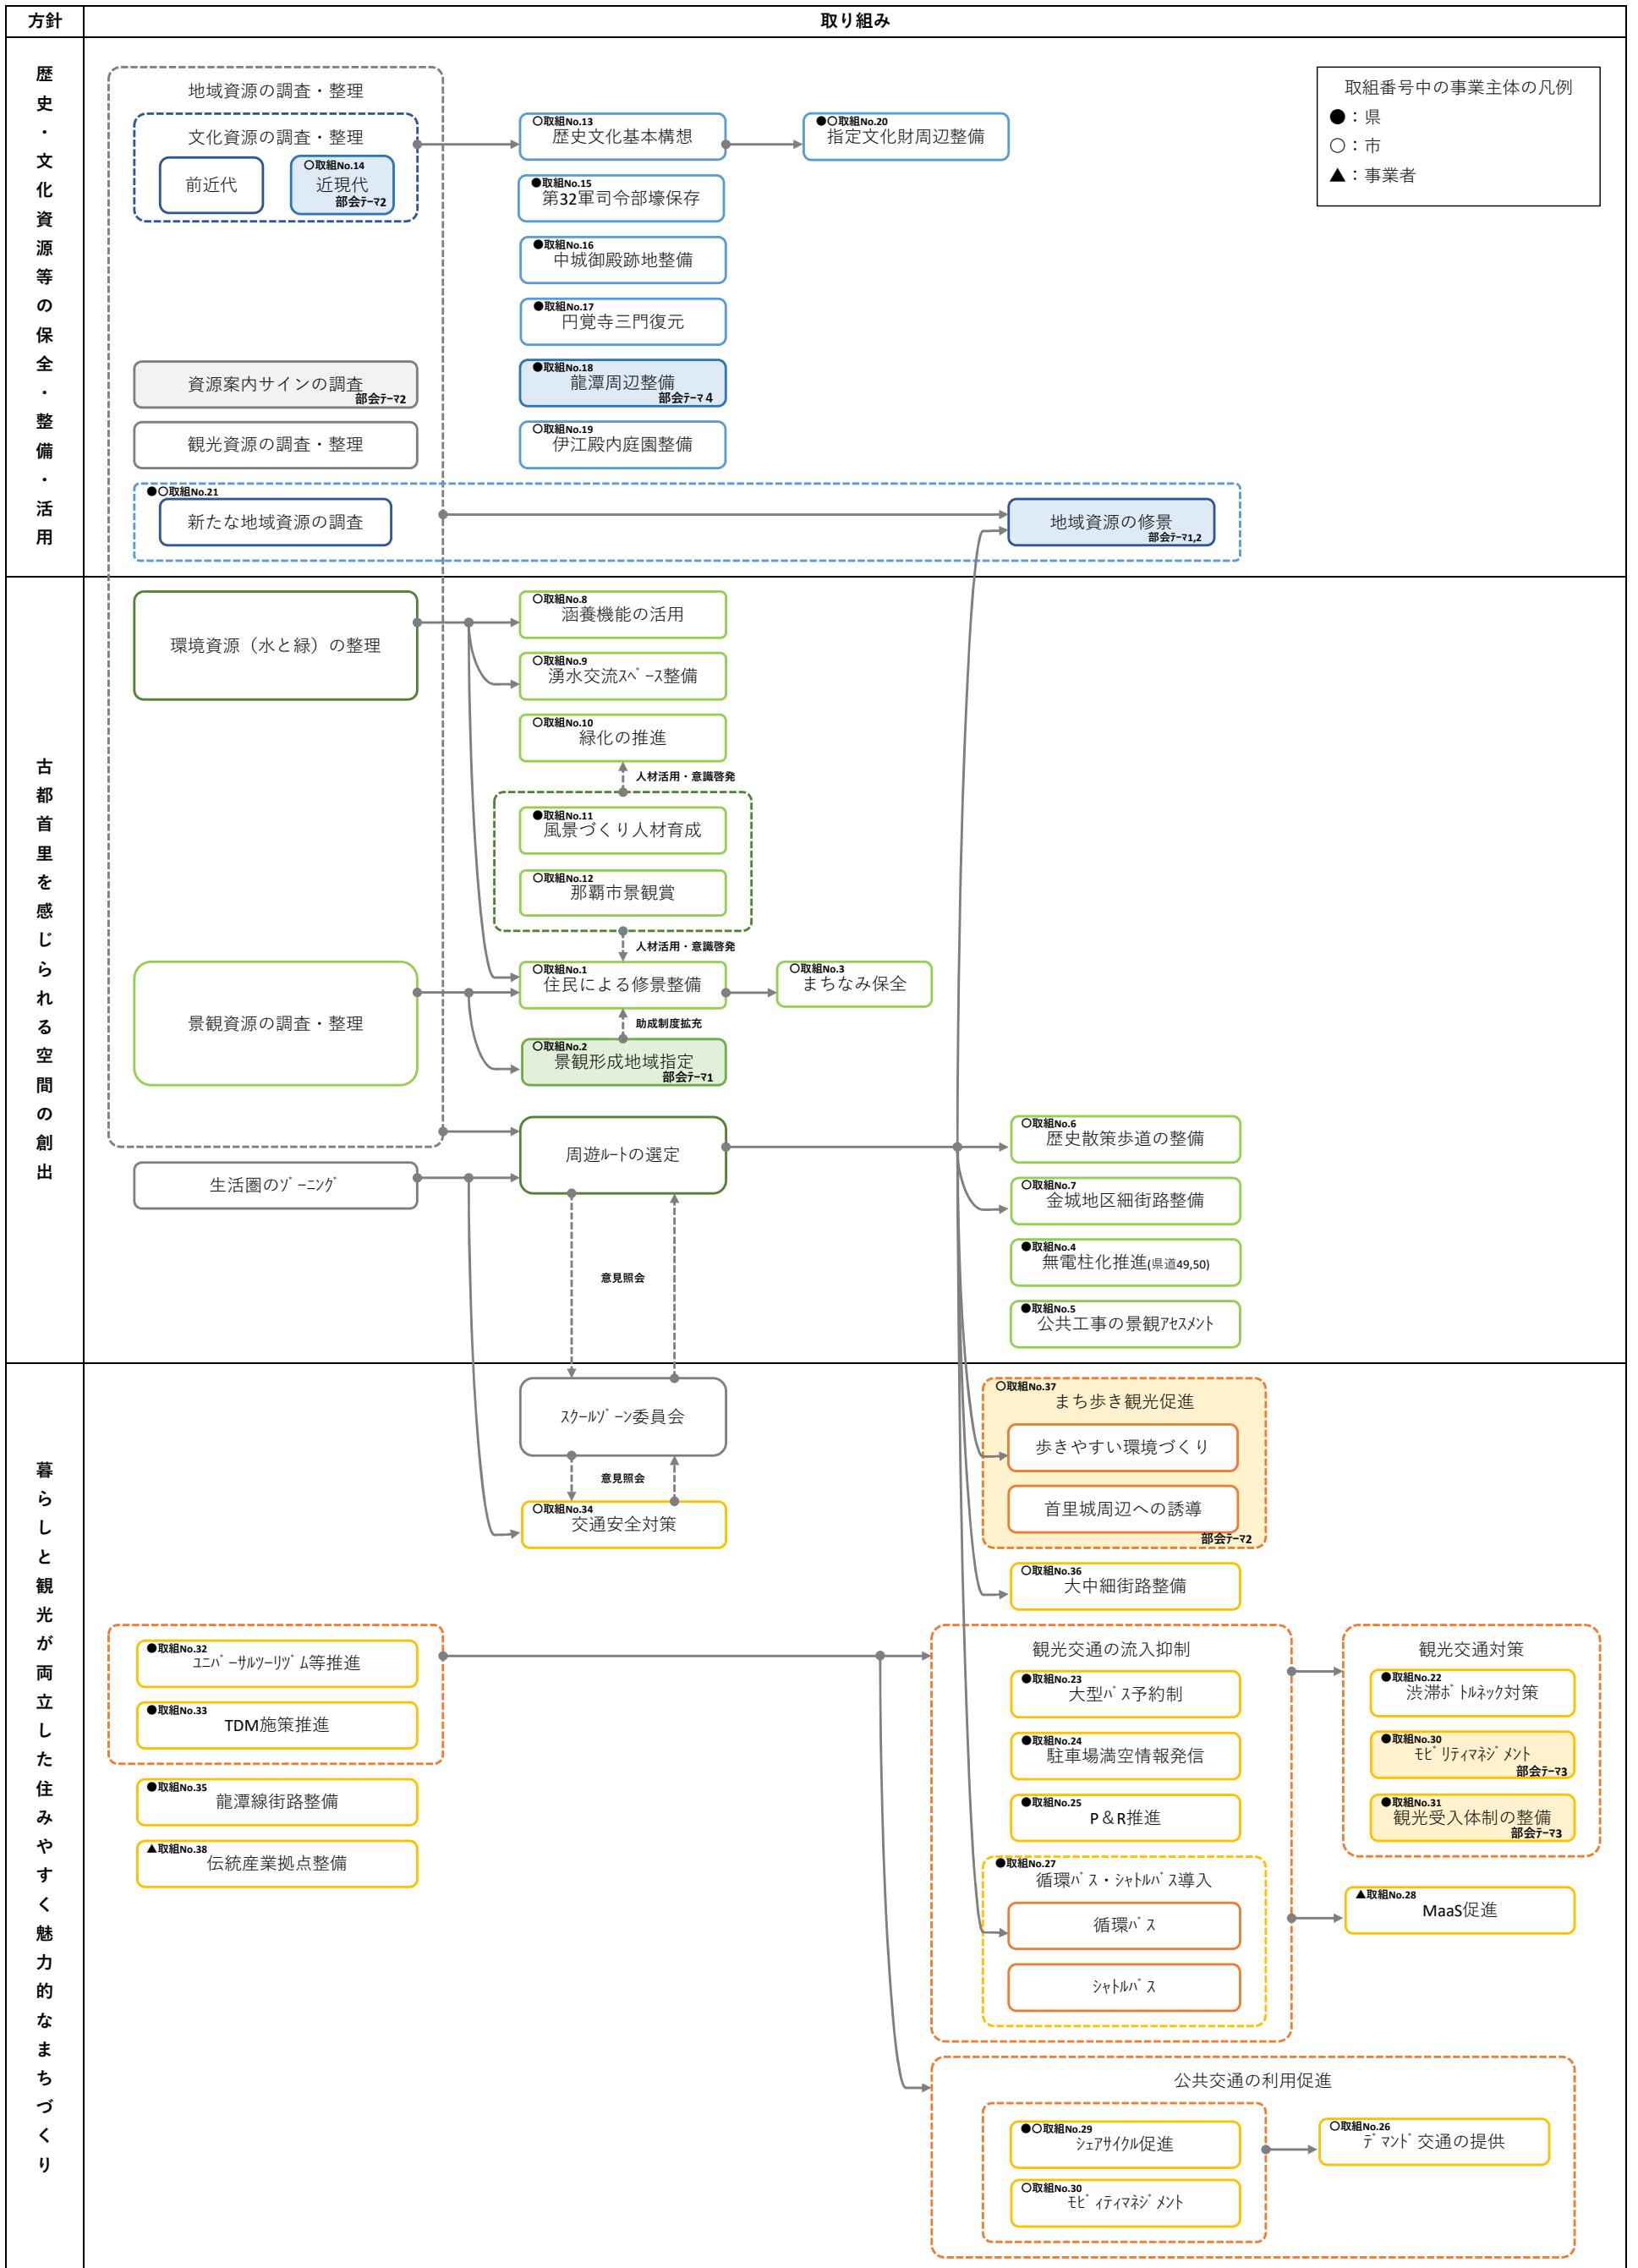 方針
取り組み
歴史・文化資源等の保全・整備・活用
地域資源の調査・整理
文化資源の調査・整理
前近代
○取組No.14
近現代
部会ﾃｰﾏ2
○取組No.13
歴史文化基本構想
●○取組No.20
指定文化財周辺整備
取組番号中の事業主体の凡例
●：県
○：市
▲：事業者
●取組No.15
第32軍司令部壕保存
●取組No.16
中城御殿跡地整備
●取組No.17
円覚寺三門復元
資源案内サインの調査
部会ﾃｰﾏ2
●取組No.18
龍潭周辺整備
部会ﾃｰﾏ４
観光資源の調査・整理
○取組No.19
伊江殿内庭園整備
●○取組No.21
新たな地域資源の調査
地域資源の修景
部会ﾃｰﾏ1,2
古都首里を感じられる空間の創出
環境資源（水と緑）の整理
○取組No.8
涵養機能の活用
○取組No.9
湧水交流ｽﾍﾟｰｽ整備
○取組No.10
緑化の推進
人材活用・意識啓発
●取組No.11
風景づくり人材育成
○取組No.12
那覇市景観賞
人材活用・意識啓発
景観資源の調査・整理
○取組No.1
住民による修景整備
○取組No.3
まちなみ保全
助成制度拡充
○取組No.2
景観形成地域指定
部会ﾃｰﾏ1
周遊ﾙｰﾄの選定
生活圏のｿﾞｰﾆﾝｸﾞ
○取組No.6
歴史散策歩道の整備
○取組No.7
金城地区細街路整備
●取組No.4
無電柱化推進(県道49,50)
●取組No.5
公共工事の景観ｱｾｽﾒﾝﾄ
意見照会
暮らしと観光が両立した住みやすく魅力的なまちづくり
ｽｸｰﾙｿﾞｰﾝ委員会
意見照会
○取組No.34
交通安全対策
○取組No.37
まち歩き観光促進
歩きやすい環境づくり
首里城周辺への誘導
部会ﾃｰﾏ2
○取組No.36
大中細街路整備
●取組No.32
ﾕﾆﾊﾞｰｻﾙﾂｰﾘｽﾞﾑ等推進
●取組No.33
TDM施策推進
●取組No.35
龍潭線街路整備
▲取組No.38
伝統産業拠点整備
観光交通の流入抑制
●取組No.23
大型ﾊﾞｽ予約制
●取組No.24
駐車場満空情報発信
●取組No.25
P＆R推進
●取組No.27
循環ﾊﾞｽ・ｼｬﾄﾙﾊﾞｽ導入
循環ﾊﾞｽ
ｼｬﾄﾙﾊﾞｽ
観光交通対策
●取組No.22
渋滞ﾎﾞﾄﾙﾈｯｸ対策
●取組No.30
ﾓﾋﾞﾘﾃｨﾏﾈｼﾞﾒﾝﾄ
部会ﾃｰﾏ3
●取組No.31
観光受入体制の整備
部会ﾃｰﾏ3
▲取組No.28
MaaS促進
公共交通の利用促進
●○取組No.29
ｼｪｱｻｲｸﾙ促進
○取組No.30
ﾓﾋﾞｨﾃｨﾏﾈｼﾞﾒﾝﾄ
○取組No.26
ﾃﾞﾏﾝﾄﾞ交通の提供